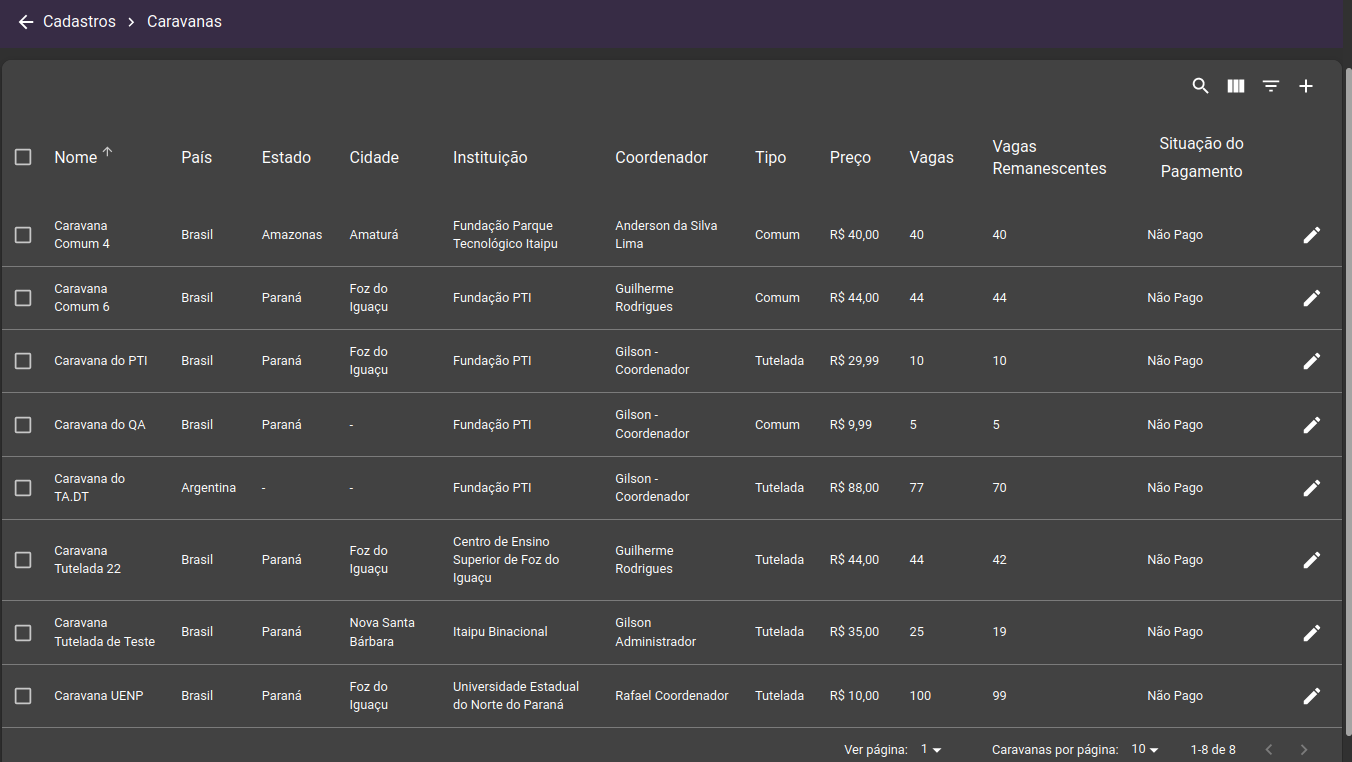 Cadastros > Caravanas
Nome País Estado Cidade Instituição Coordenador Tipo Preço Vagas Vagas Remanescentes Situação do Pagamento
Caravana Comum 4 Brasil Amazonas Amaturá Fundação Parque Tecnológico Itaipu Anderson da Silva Lima Comum R$ 40,00 40 40 Não Pago
Caravana Comum 6 Brasil Paraná Foz do Iguaçu Fundação PTI Guilherme Rodrigues Comum R$ 44,00 44 44 Não Pago
Caravana do PTI Brasil Paraná Foz do Iguaçu Fundação PTI Gilson - Coordenador Tutelada R$ 29,99 10 10 Não Pago
Caravana do QA Brasil Paraná - Fundação PTI Gilson - Coordenador Comum R$ 9,99 5 5 Não Pago
Caravana do TA.DT Argentina - - Fundação PTI Gilson - Coordenador Tutelada R$ 88,00 77 70 Não Pago
Caravana Tutelada 22 Brasil Paraná Foz do Iguaçu Centro de Ensino Superior de Foz do Iguaçu Guilherme Rodrigues Tutelada R$ 44,00 44 42 Não Pago
Caravana Tutelada de Teste Brasil Paraná Nova Santa Bárbara Itaipu Binacional Gilson Administrador Tutelada R$ 35,00 25 19 Não Pago
Caravana UENP Brasil Paraná Foz do Iguaçu Universidade Estadual do Norte do Paraná Rafael Coordenador Tutelada R$ 10,00 100 99 Não Pago
Ver página: 1 Caravanas por página: 10 1-8 de 8